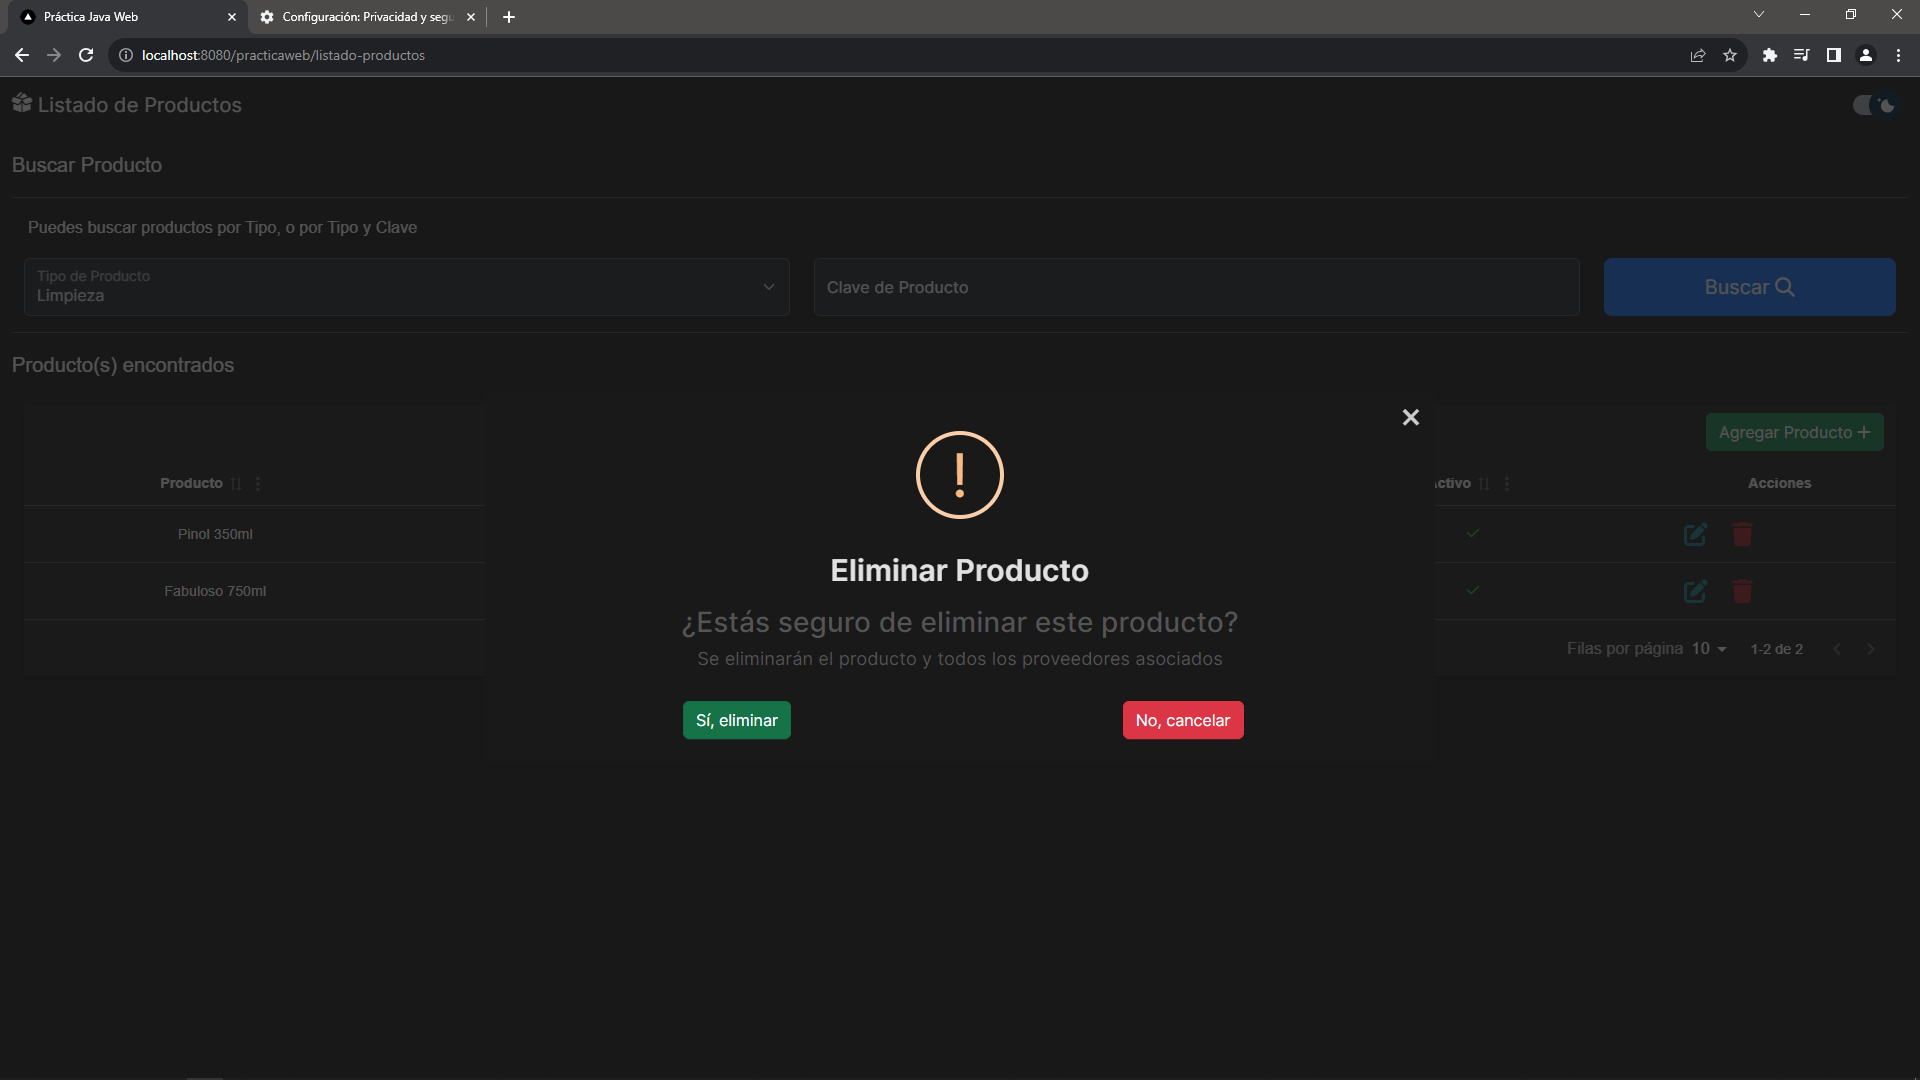 Práctica Java Web
Configuración: Privacidad y segu
localhost:8080/practicaweb/listado-productos
Listado de Productos
Buscar Producto
Puedes buscar productos por Tipo, o por Tipo y Clave
Tipo de Producto
Limpieza
Clave de Producto
Buscar
Producto(s) encontrados
Agregar Producto
Producto
ctivo
Acciones
Pinol 350ml
Fabuloso 750ml
Filas por página 10
1-2 de 2
!
Eliminar Producto
¿Estás seguro de eliminar este producto?
Se eliminarán el producto y todos los proveedores asociados
Sí, eliminar
No, cancelar